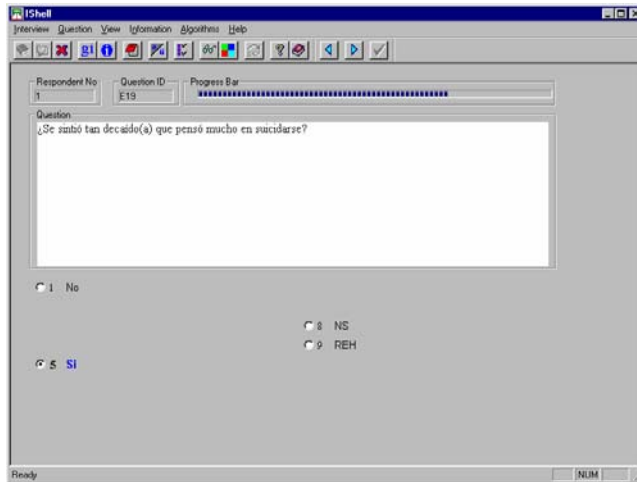 IShell
Interview Question View Information Algorithms Help
Respondent No
1
Question ID
E19
Progress Bar
Question
¿Se sintió tan decaído(a) que pensó mucho en suicidarse?
1 No
8 NS
9 REH
5 Si
Ready
NUM